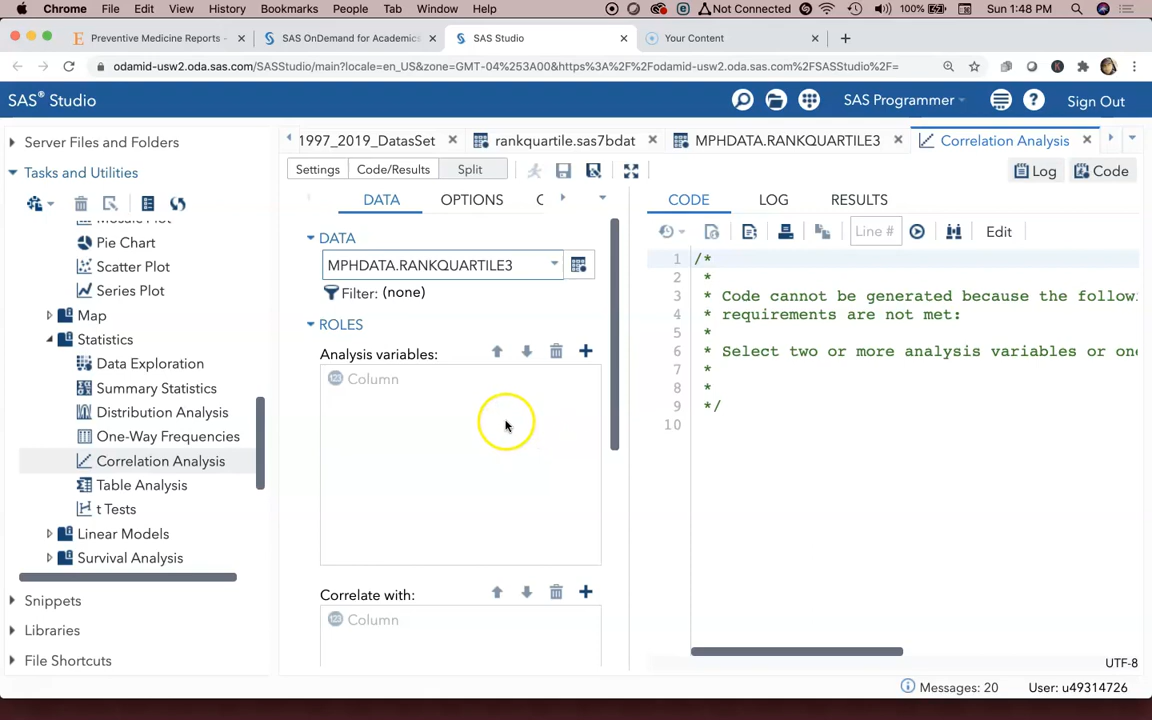 Chrome File Edit View History Bookmarks People Tab Window Help Not Connected 100% Sun 1:48 PM
Preventive Medicine Reports - SAS OnDemand for Academics SAS Studio Your Content
odamid-usw2.oda.sas.com/SASStudio/main?locale=en_US&zone=GMT-04%253A00&https%3A%2F%2Fodamid-usw2.oda.sas.com%2FSASStudio%2F=
SAS® Studio SAS Programmer Sign Out
Server Files and Folders
Tasks and Utilities
Mosaic Plot
Pie Chart
Scatter Plot
Series Plot
Map
Statistics
Data Exploration
Summary Statistics
Distribution Analysis
One-Way Frequencies
Correlation Analysis
Table Analysis
t Tests
Linear Models
Survival Analysis
Snippets
Libraries
File Shortcuts
1997_2019_DatasSet rankquartile.sas7bdat MPHDATA.RANKQUARTILE3 Correlation Analysis
Settings Code/Results Split Log Code
DATA OPTIONS
DATA
MPHDATA.RANKQUARTILE3
Filter: (none)
ROLES
Analysis variables:
Column
Correlate with:
Column
CODE LOG RESULTS
Line # Edit
1 /*
2 *
3 * Code cannot be generated because the follow
4 * requirements are not met:
5 *
6 * Select two or more analysis variables or one
7 *
8 *
9 */
10
UTF-8
Messages: 20 User: u49314726